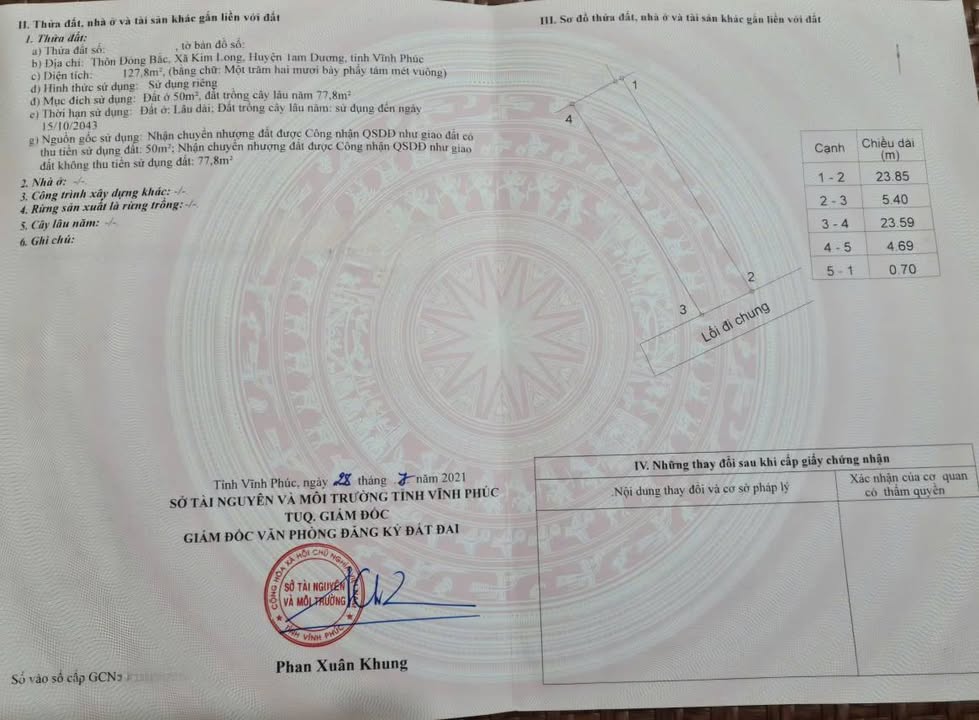 II. Thửa đất, nhà ở và tài sản khác gắn liền với đất
1. Thửa đất:
a) Thửa đất số: , tờ bản đồ số:
b) Địa chỉ: Thôn Đồng Bắc, Xã Kim Long, Huyện Tam Dương, tỉnh Vĩnh Phúc
c) Diện tích: 127,8m², (bằng chữ: Một trăm hai mươi bảy phẩy tám mét vuông)
d) Hình thức sử dụng: Sử dụng riêng
đ) Mục đích sử dụng: Đất ở 50m², đất trồng cây lâu năm 77,8m²
e) Thời hạn sử dụng: Đất ở: Lâu dài; Đất trồng cây lâu năm: sử dụng đến ngày
15/10/2043
g) Nguồn gốc sử dụng: Nhận chuyển nhượng đất được Công nhận QSDĐ như giao đất có
thu tiền sử dụng đất: 50m²; Nhận chuyển nhượng đất được Công nhận QSDĐ như giao
đất không thu tiền sử dụng đất: 77,8m²
2. Nhà ở: -/-
3. Công trình xây dựng khác: -/-
4. Rừng sản xuất là rừng trồng: -/-
5. Cây lâu năm: -/-
6. Ghi chú:
Tỉnh Vĩnh Phúc, ngày 28 tháng 7 năm 2021
SỞ TÀI NGUYÊN VÀ MÔI TRƯỜNG TỈNH VĨNH PHÚC
TUQ. GIÁM ĐỐC
GIÁM ĐỐC VĂN PHÒNG ĐĂNG KÝ ĐẤT ĐAI
CỘNG HÒA XÃ HỘI CHỦ NGHĨA
SỞ TÀI NGUYÊN
VÀ MÔI TRƯỜNG
TỈNH VĨNH PHÚC
Phan Xuân Khung
Số vào sổ cấp GCN:
III. Sơ đồ thửa đất, nhà ở và tài sản khác gắn liền với đất
1
4
2
3
Lối đi chung
Cạnh Chiều dài (m)
1 - 2 23.85
2 - 3 5.40
3 - 4 23.59
4 - 5 4.69
5 - 1 0.70
IV. Những thay đổi sau khi cấp giấy chứng nhận
Nội dung thay đổi và cơ sở pháp lý
Xác nhận của cơ quan
có thẩm quyền